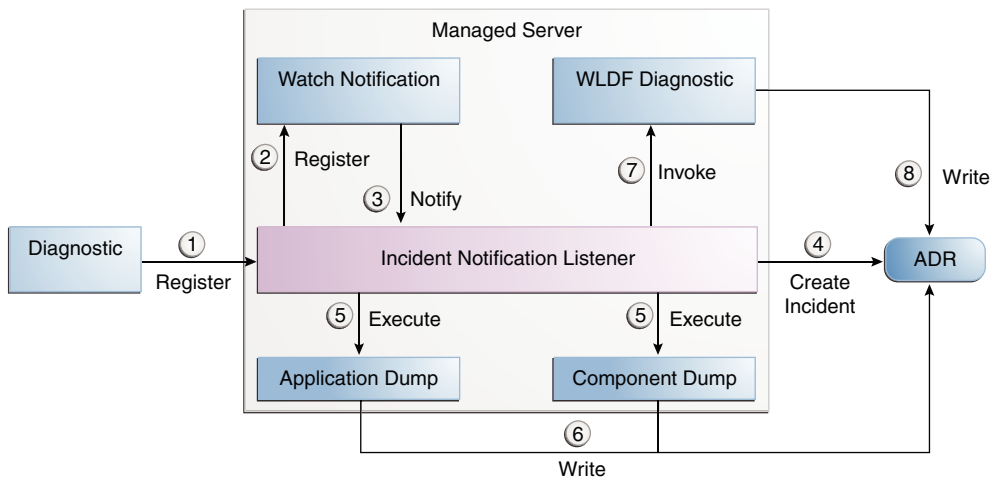 Managed Server
Watch Notification
WLDF Diagnostic
2
Register
3
Notify
7
Invoke
8
Write
Diagnostic
1
Register
Incident Notification Listener
4
Create
Incident
ADR
5
Execute
5
Execute
Application Dump
Component Dump
6
Write